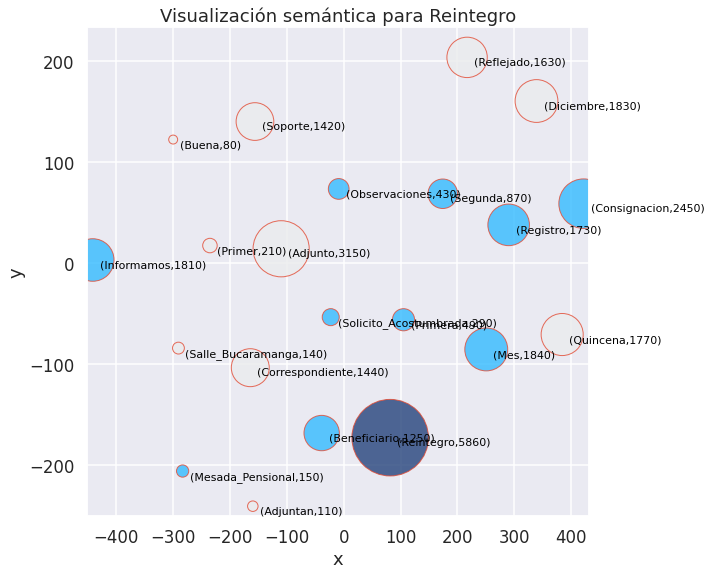 Visualización semántica para Reintegro
200
100
0
−100
−200
y
(Reflejado,1630)
(Diciembre,1830)
(Soporte,1420)
(Buena,80)
(Observaciones,430)
(Segunda,870)
(Consignacion,2450)
(Registro,1730)
(Primer,210)
(Adjunto,3150)
(Informamos,1810)
(Solicito_Acostumbrada,290)
(Quincena,1770)
(Salle_Bucaramanga,140)
(Mes,1840)
(Correspondiente,1440)
(Beneficiario,1250)
(Reintegro,5860)
(Mesada_Pensional,150)
(Adjuntan,110)
−400 −300 −200 −100 0 100 200 300 400
x